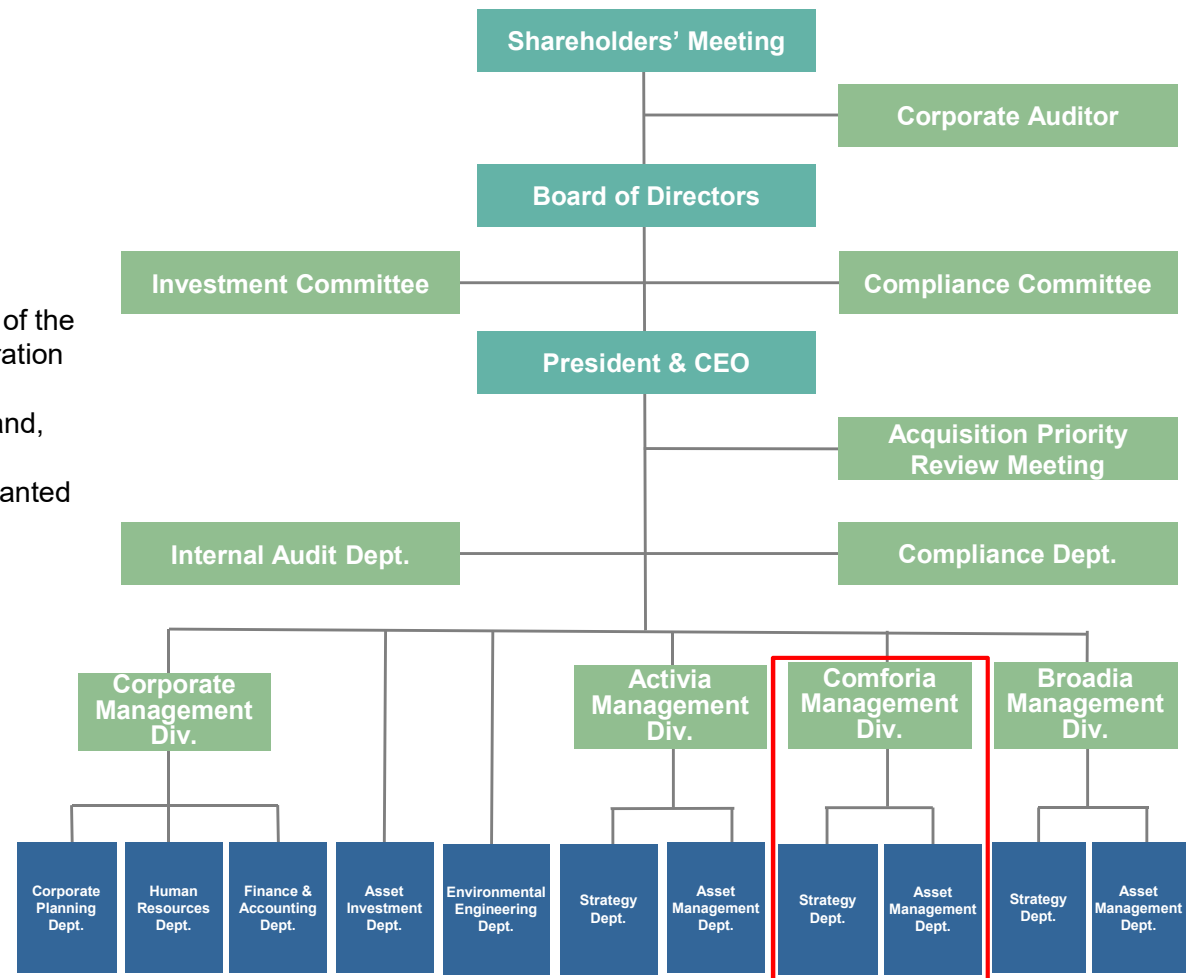 Shareholders’ Meeting
Corporate Auditor
Board of Directors
Investment Committee
Compliance Committee
of the
ration
and,
anted
President & CEO
Acquisition Priority
Review Meeting
Internal Audit Dept.
Compliance Dept.
Corporate
Management
Div.
Activia
Management
Div.
Comforia
Management
Div.
Broadia
Management
Div.
Corporate
Planning
Dept.
Human
Resources
Dept.
Finance &
Accounting
Dept.
Asset
Investment
Dept.
Environmental
Engineering
Dept.
Strategy
Dept.
Asset
Management
Dept.
Strategy
Dept.
Asset
Management
Dept.
Strategy
Dept.
Asset
Management
Dept.